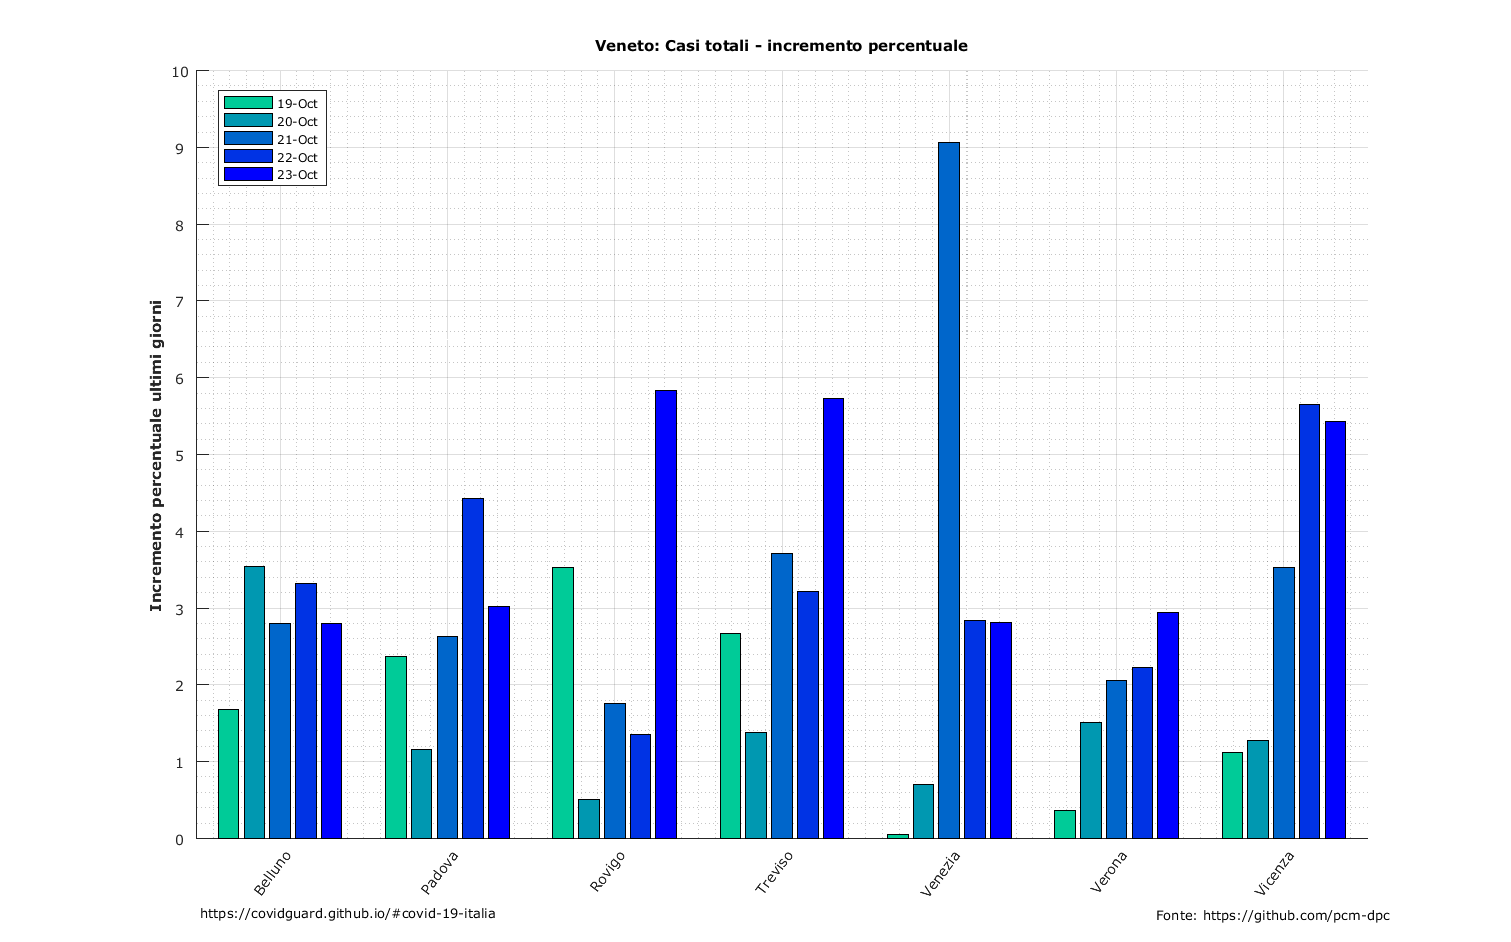 Veneto: Casi totali - incremento percentuale
Incremento percentuale ultimi giorni
10
9
8
7
6
5
4
3
2
1
0
19-Oct
20-Oct
21-Oct
22-Oct
23-Oct
Belluno
Padova
Rovigo
Treviso
Venezia
Verona
Vicenza
https://covidguard.github.io/#covid-19-italia
Fonte: https://github.com/pcm-dpc